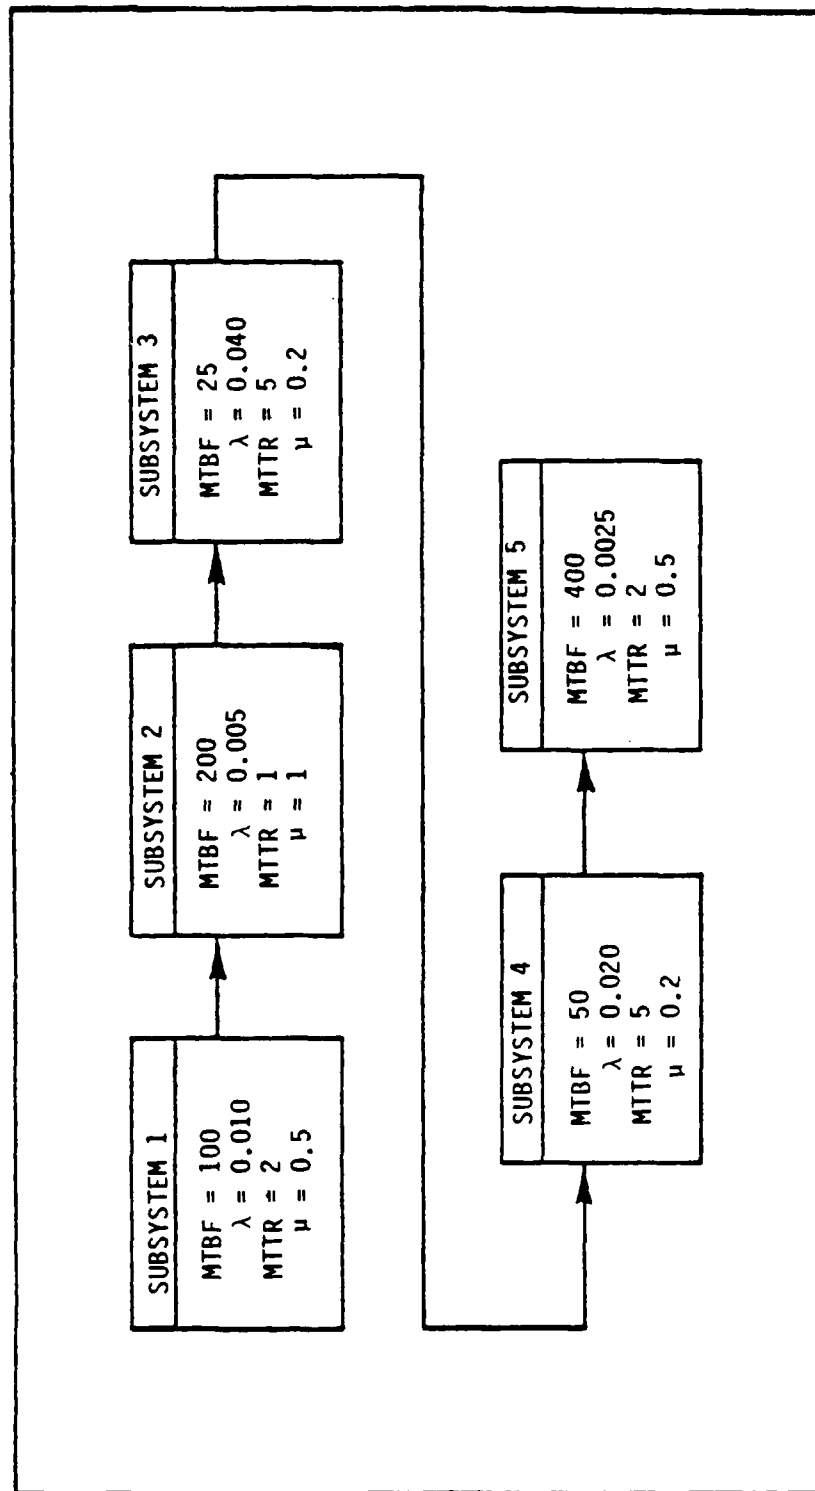 SUBSYSTEM 1
MTBF = 100
λ = 0.010
MTTR = 2
μ = 0.5
SUBSYSTEM 2
MTBF = 200
λ = 0.005
MTTR = 1
μ = 1
SUBSYSTEM 3
MTBF = 25
λ = 0.040
MTTR = 5
μ = 0.2
SUBSYSTEM 4
MTBF = 50
λ = 0.020
MTTR = 5
μ = 0.2
SUBSYSTEM 5
MTBF = 400
λ = 0.0025
MTTR = 2
μ = 0.5